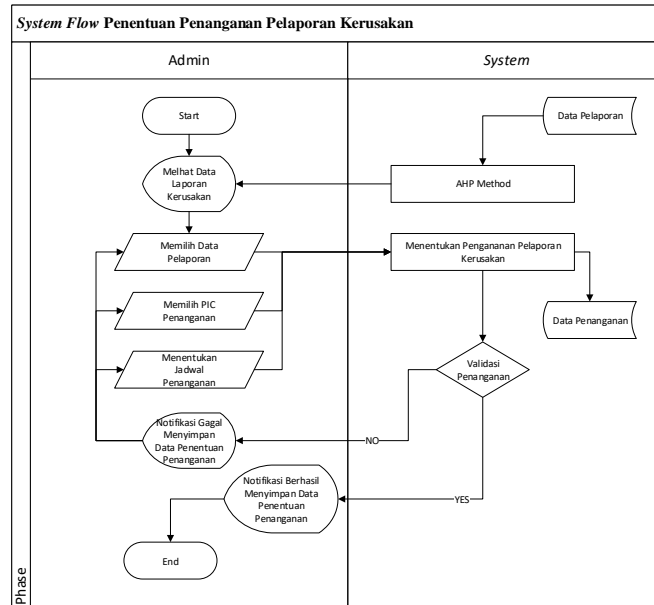 System Flow Penentuan Penanganan Pelaporan Kerusakan
Admin
System
Phase
Start
Data Pelaporan
Melhat Data
Laporan
Kerusakan
AHP Method
Memilih Data
Pelaporan
Menentukan Pengananan Pelaporan
Kerusakan
Memilih PIC
Penanganan
Data Penanganan
Menentukan
Jadwal
Penanganan
Validasi
Penanganan
Notifikasi Gagal
Menyimpan
Data Penentuan
Penanganan
NO
Notifikasi Berhasil
Menyimpan Data
Penentuan
Penanganan
YES
End